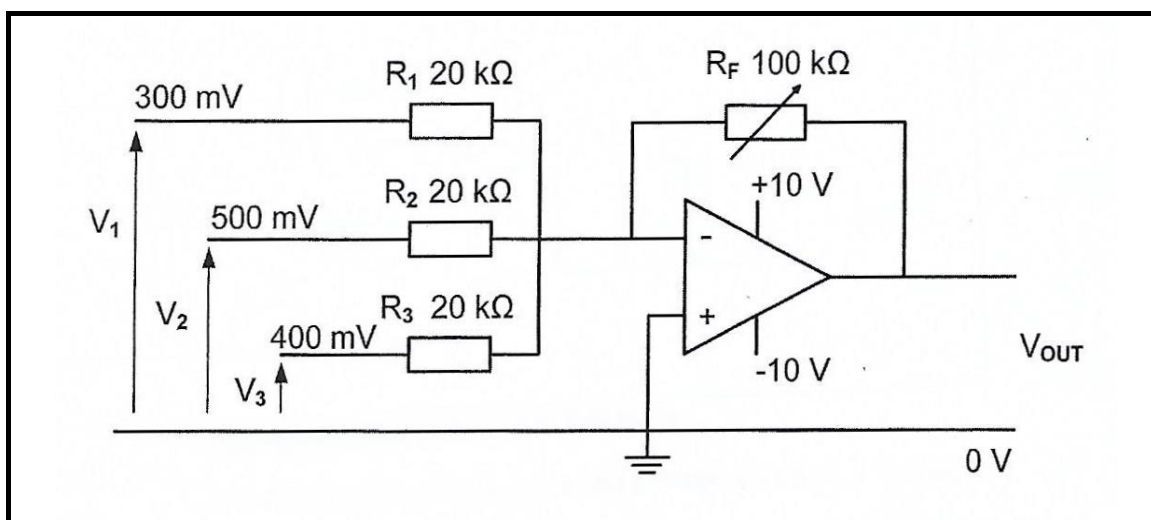 R₁ 20 kΩ
R_F 100 kΩ
300 mV
+10 V
R₂ 20 kΩ
500 mV
V₁
-
R₃ 20 kΩ
V₂
+
400 mV
-10 V
V_OUT
V₃
0 V